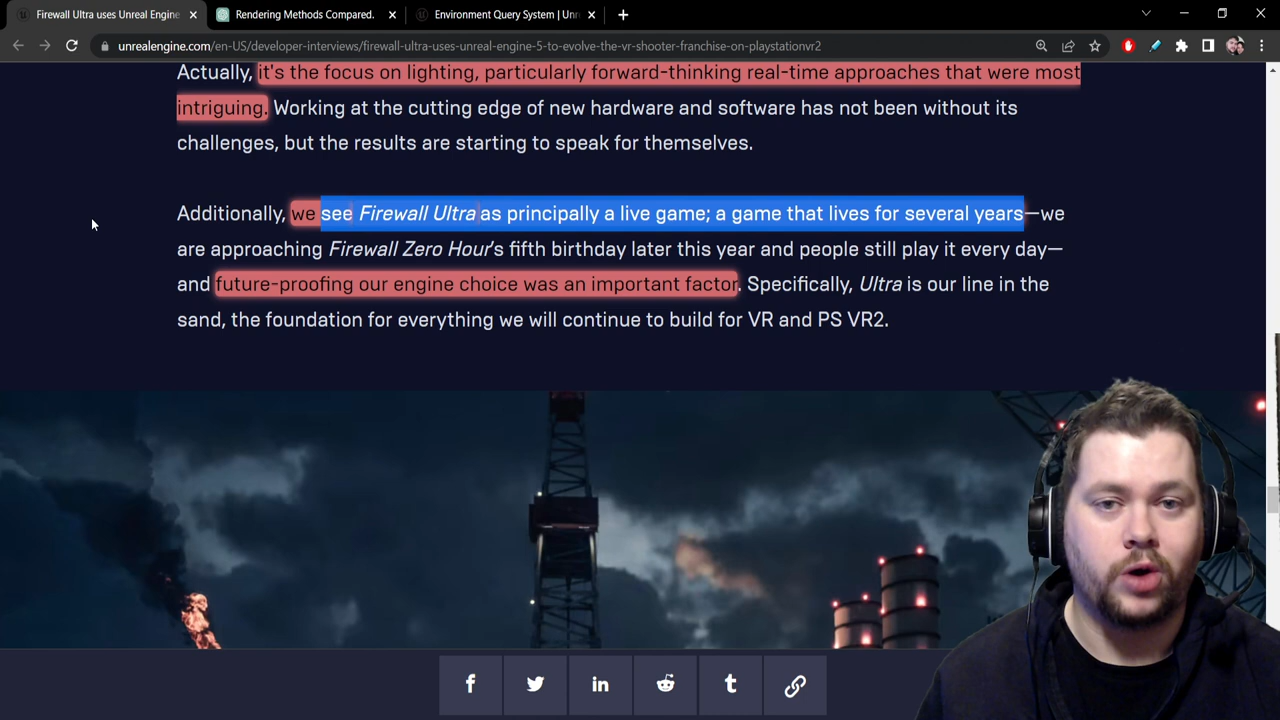 Firewall Ultra uses Unreal Engine
Rendering Methods Compared.
Environment Query System | Unr
unrealengine.com/en-US/developer-interviews/firewall-ultra-uses-unreal-engine-5-to-evolve-the-vr-shooter-franchise-on-playstationvr2
Actually, it's the focus on lighting, particularly forward-thinking real-time approaches that were most
intriguing. Working at the cutting edge of new hardware and software has not been without its
challenges, but the results are starting to speak for themselves.
Additionally, we see Firewall Ultra as principally a live game; a game that lives for several years—we
are approaching Firewall Zero Hour's fifth birthday later this year and people still play it every day—
and future-proofing our engine choice was an important factor. Specifically, Ultra is our line in the
sand, the foundation for everything we will continue to build for VR and PS VR2.